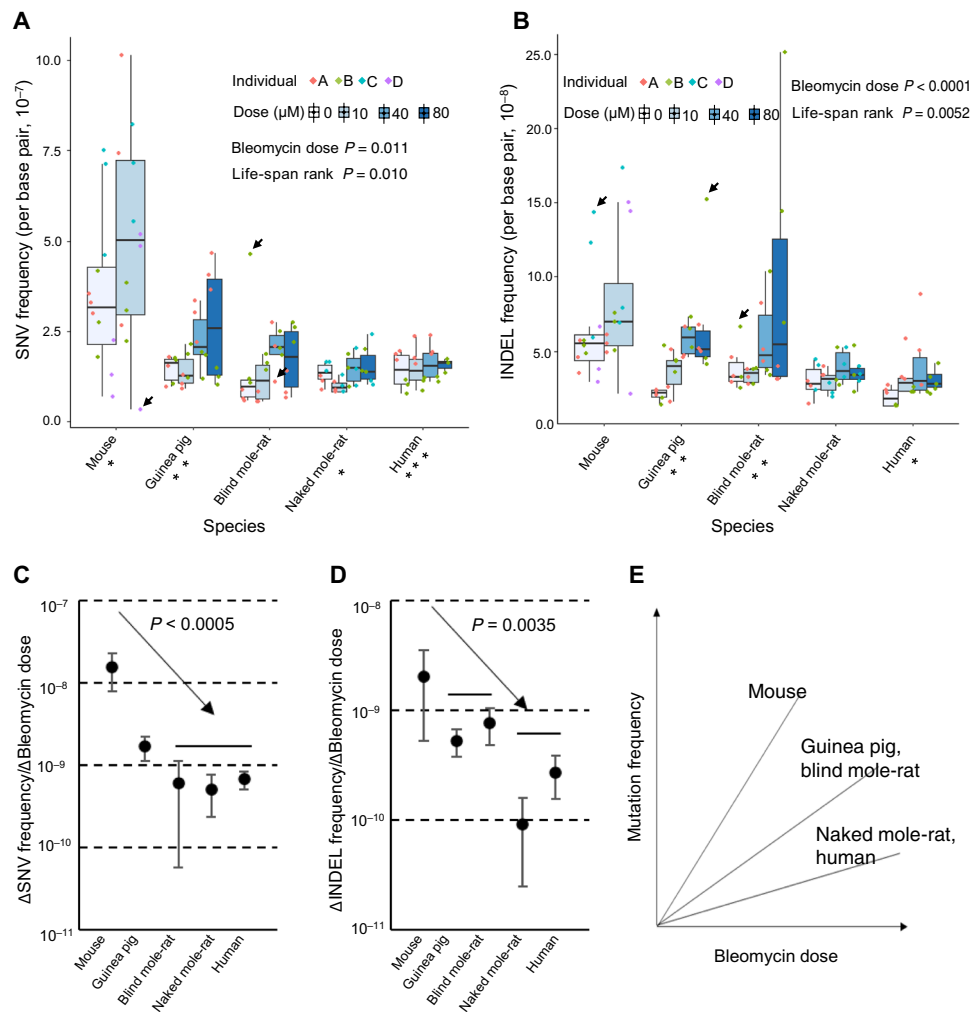 A
SNV frequency (per base pair, 10⁻⁷)
10.0
7.5
5.0
2.5
0.0
Individual A B C D
Dose (µM) 0 10 40 80
Bleomycin dose P = 0.011
Life-span rank P = 0.010
Mouse
*
Guinea pig
* *
Blind mole-rat
Naked mole-rat
*
Human
* * *
Species
B
INDEL frequency (per base pair, 10⁻⁸)
25.0
20.0
15.0
10.0
5.0
0.0
Individual A B C D
Dose (µM) 0 10 40 80
Bleomycin dose P < 0.0001
Life-span rank P = 0.0052
Mouse
Guinea pig
* *
Blind mole-rat
* *
Naked mole-rat
Human
*
Species
C
ΔSNV frequency/ΔBleomycin dose
10⁻⁷
10⁻⁸
10⁻⁹
10⁻¹⁰
10⁻¹¹
P < 0.0005
Mouse
Guinea pig
Blind mole-rat
Naked mole-rat
Human
D
ΔINDEL frequency/ΔBleomycin dose
10⁻⁸
10⁻⁹
10⁻¹⁰
10⁻¹¹
P = 0.0035
Mouse
Guinea pig
Blind mole-rat
Naked mole-rat
Human
E
Mutation frequency
Mouse
Guinea pig,
blind mole-rat
Naked mole-rat,
human
Bleomycin dose